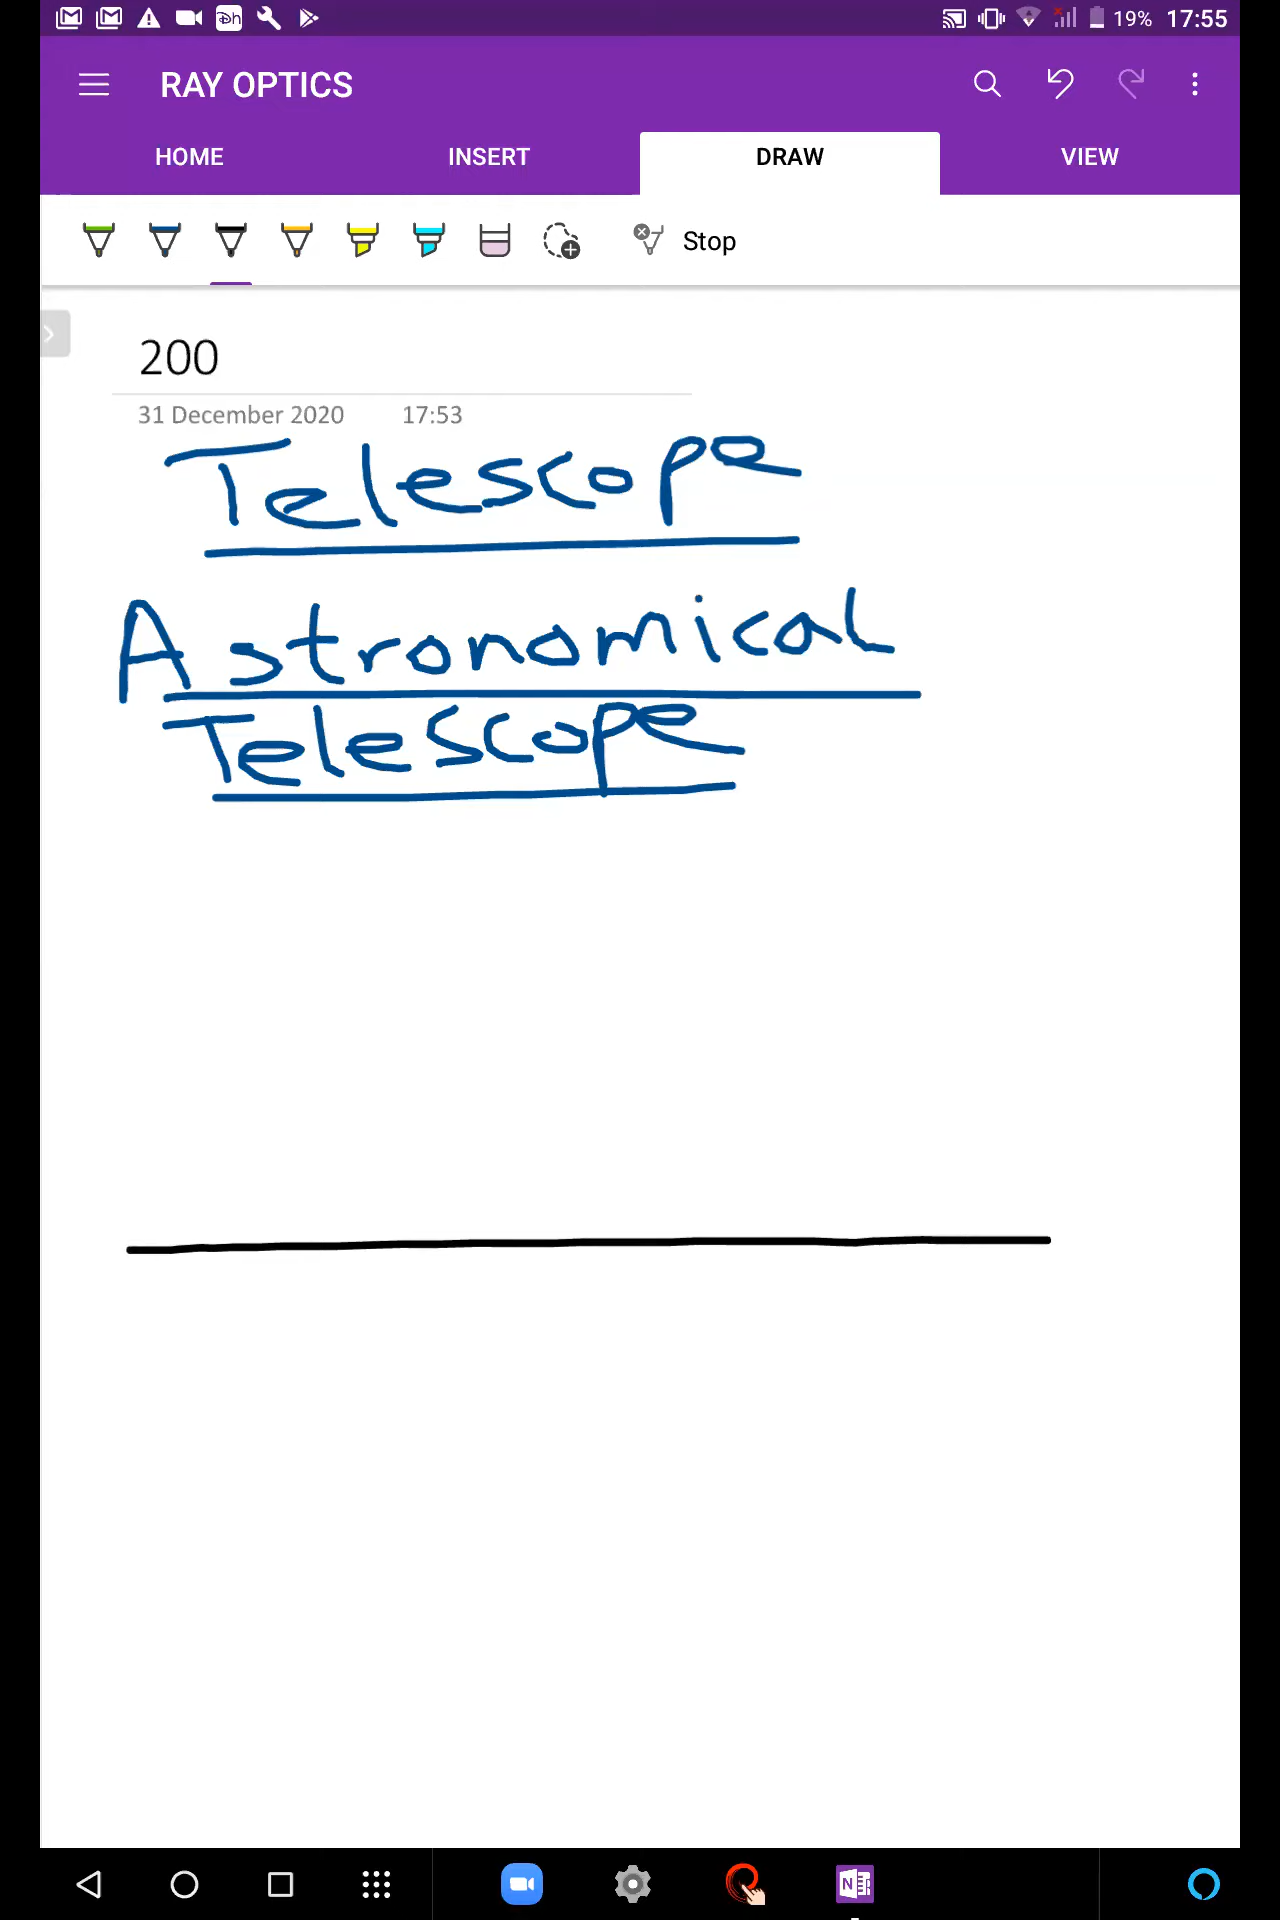 19% 17:55
RAY OPTICS
HOME INSERT DRAW VIEW
Stop
200
31 December 2020 17:53
Telescope
Astronomical
Telescope